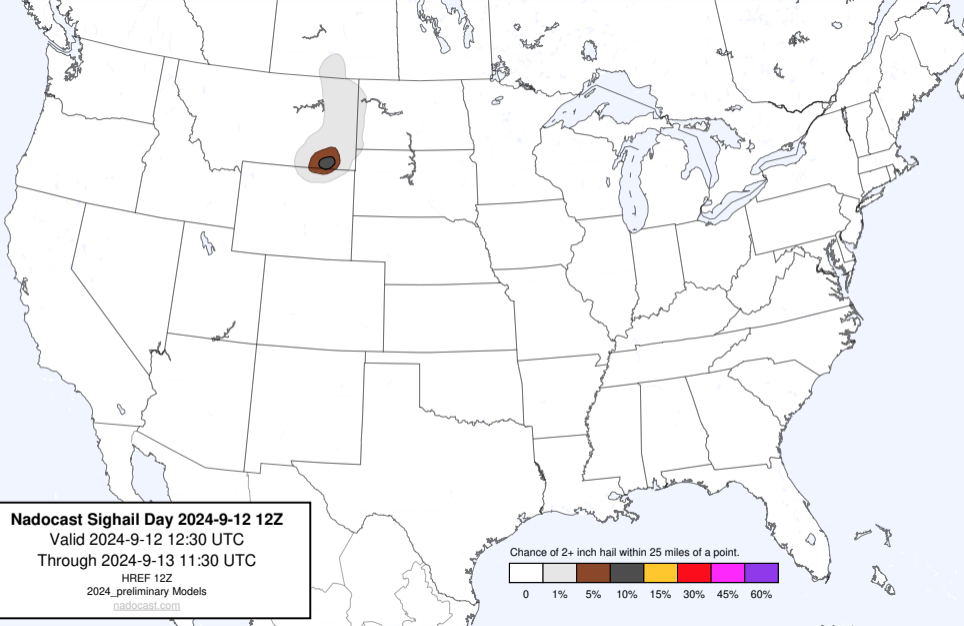 Nadocast Sighail Day 2024-9-12 12Z
Valid 2024-9-12 12:30 UTC
Through 2024-9-13 11:30 UTC
HREF 12Z
2024_preliminary Models
nadocast.com
Chance of 2+ inch hail within 25 miles of a point.
0 1% 5% 10% 15% 30% 45% 60%